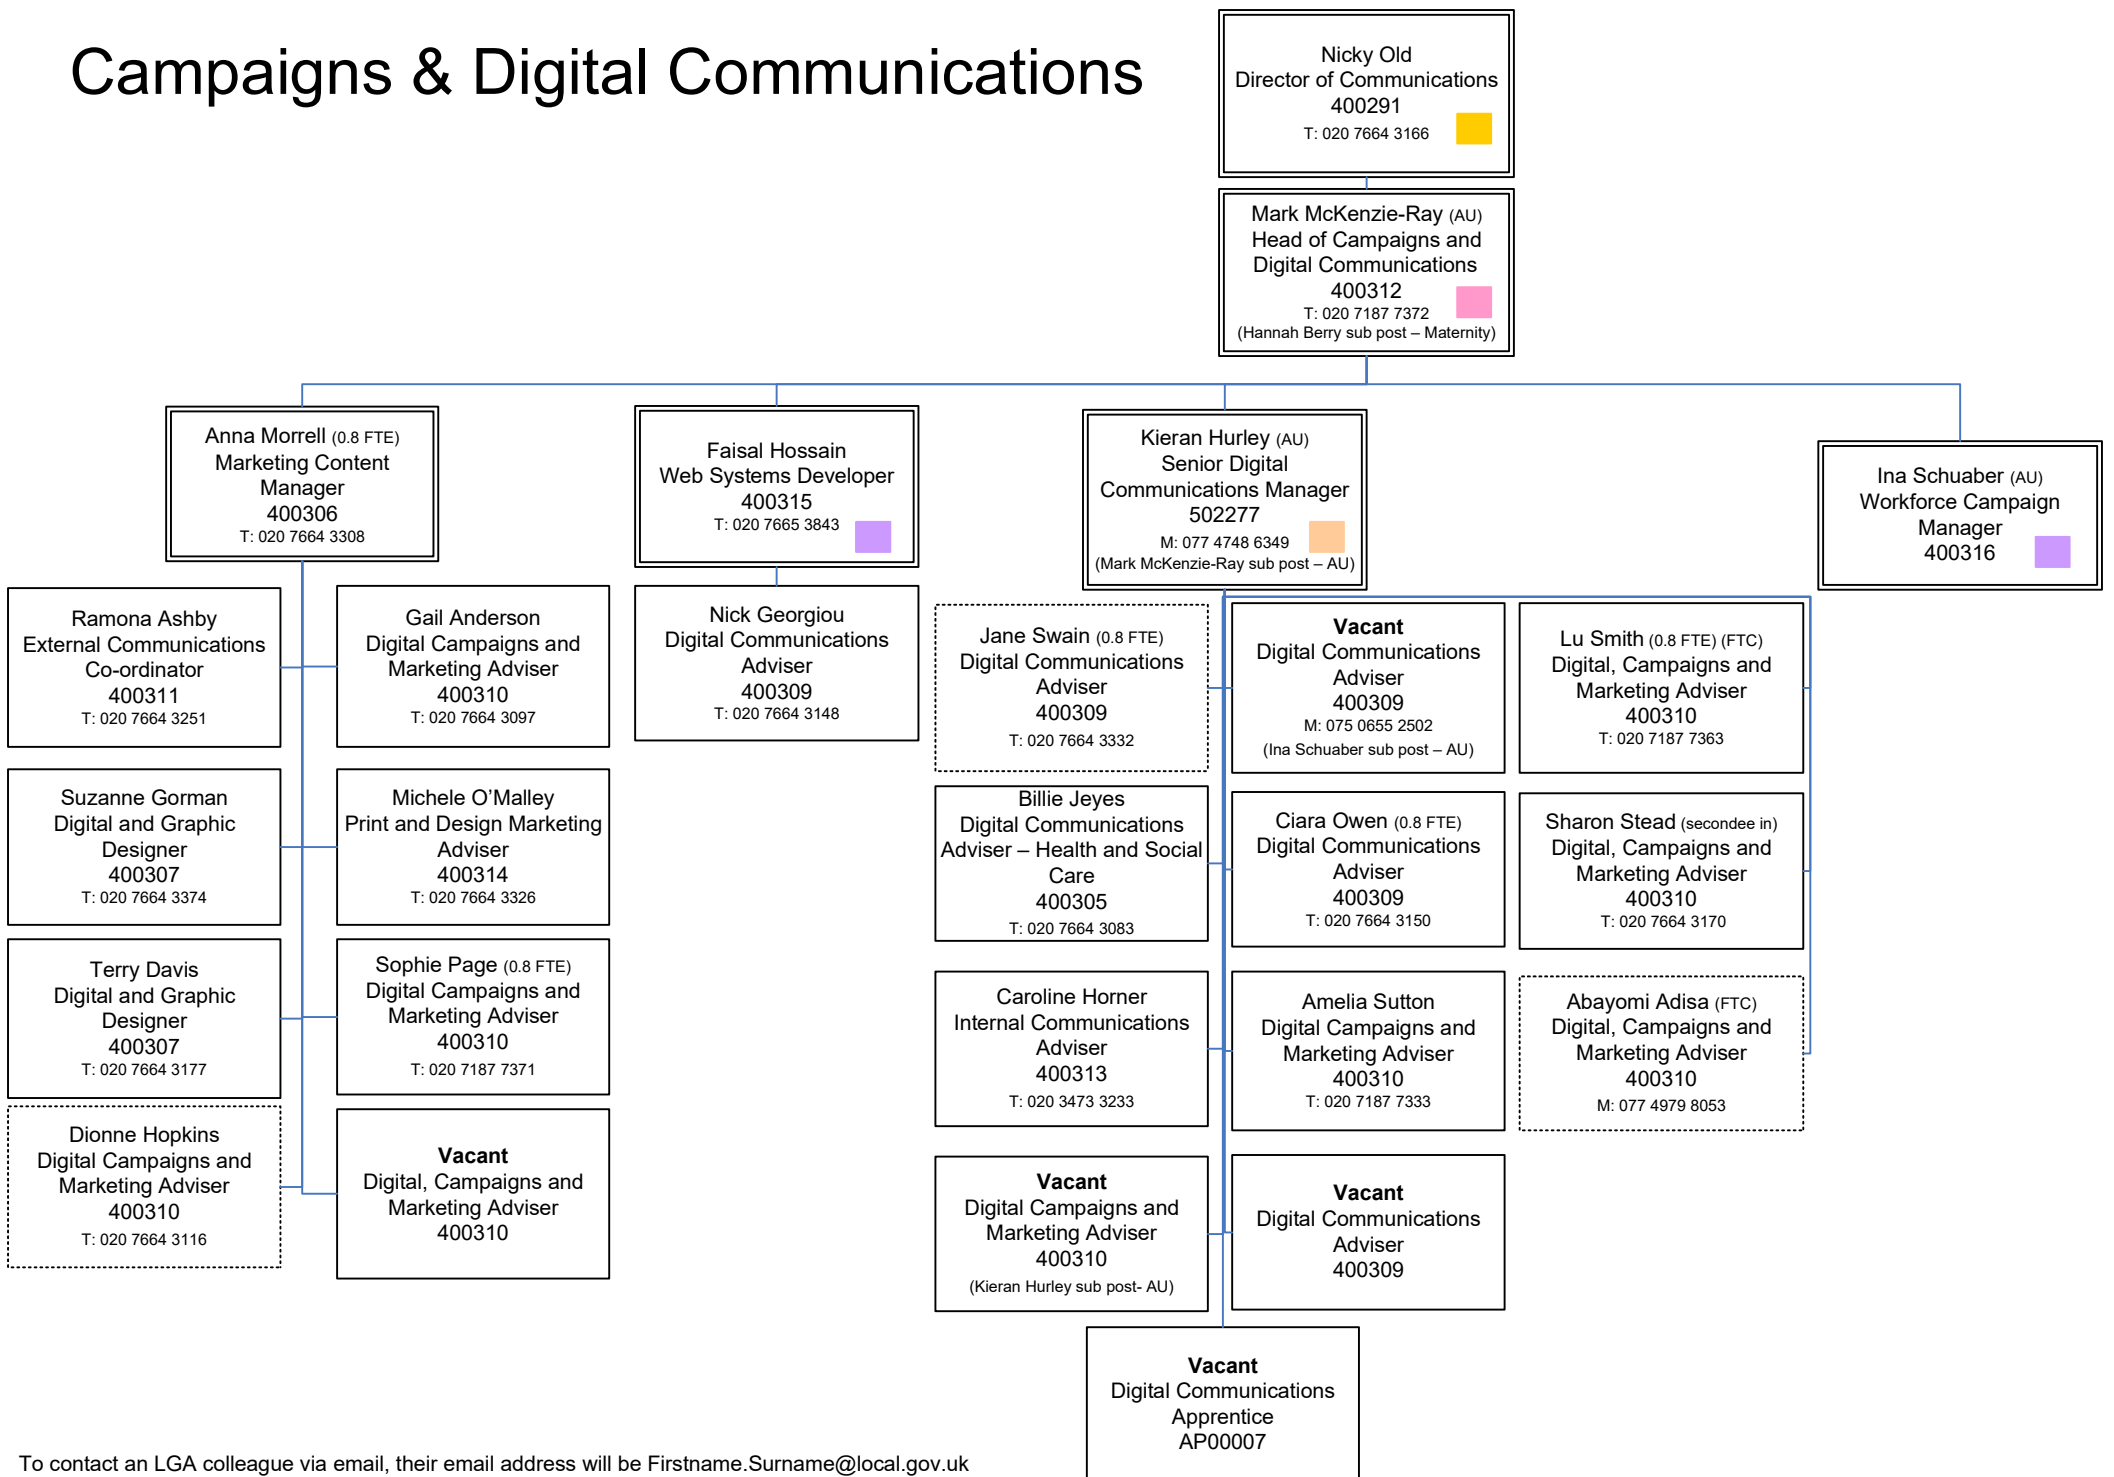 Campaigns & Digital Communications
Nicky Old
Director of Communications
400291
T: 020 7664 3166
Mark McKenzie-Ray (AU)
Head of Campaigns and
Digital Communications
400312
T: 020 7187 7372
(Hannah Berry sub post – Maternity)
Anna Morrell (0.8 FTE)
Marketing Content
Manager
400306
T: 020 7664 3308
Faisal Hossain
Web Systems Developer
400315
T: 020 7665 3843
Kieran Hurley (AU)
Senior Digital
Communications Manager
502277
M: 077 4748 6349
(Mark McKenzie-Ray sub post – AU)
Ina Schuaber (AU)
Workforce Campaign
Manager
400316
Ramona Ashby
External Communications
Co-ordinator
400311
T: 020 7664 3251
Gail Anderson
Digital Campaigns and
Marketing Adviser
400310
T: 020 7664 3097
Nick Georgiou
Digital Communications
Adviser
400309
T: 020 7664 3148
Jane Swain (0.8 FTE)
Digital Communications
Adviser
400309
T: 020 7664 3332
Vacant
Digital Communications
Adviser
400309
M: 075 0655 2502
(Ina Schuaber sub post – AU)
Lu Smith (0.8 FTE) (FTC)
Digital, Campaigns and
Marketing Adviser
400310
T: 020 7187 7363
Suzanne Gorman
Digital and Graphic
Designer
400307
T: 020 7664 3374
Michele O’Malley
Print and Design Marketing
Adviser
400314
T: 020 7664 3326
Billie Jeyes
Digital Communications
Adviser – Health and Social
Care
400305
T: 020 7664 3083
Ciara Owen (0.8 FTE)
Digital Communications
Adviser
400309
T: 020 7664 3150
Sharon Stead (secondee in)
Digital, Campaigns and
Marketing Adviser
400310
T: 020 7664 3170
Terry Davis
Digital and Graphic
Designer
400307
T: 020 7664 3177
Sophie Page (0.8 FTE)
Digital Campaigns and
Marketing Adviser
400310
T: 020 7187 7371
Caroline Horner
Internal Communications
Adviser
400313
T: 020 3473 3233
Amelia Sutton
Digital Campaigns and
Marketing Adviser
400310
T: 020 7187 7333
Abayomi Adisa (FTC)
Digital, Campaigns and
Marketing Adviser
400310
M: 077 4979 8053
Dionne Hopkins
Digital Campaigns and
Marketing Adviser
400310
T: 020 7664 3116
Vacant
Digital, Campaigns and
Marketing Adviser
400310
Vacant
Digital Campaigns and
Marketing Adviser
400310
(Kieran Hurley sub post- AU)
Vacant
Digital Communications
Adviser
400309
Vacant
Digital Communications
Apprentice
AP00007
To contact an LGA colleague via email, their email address will be Firstname.Surname@local.gov.uk